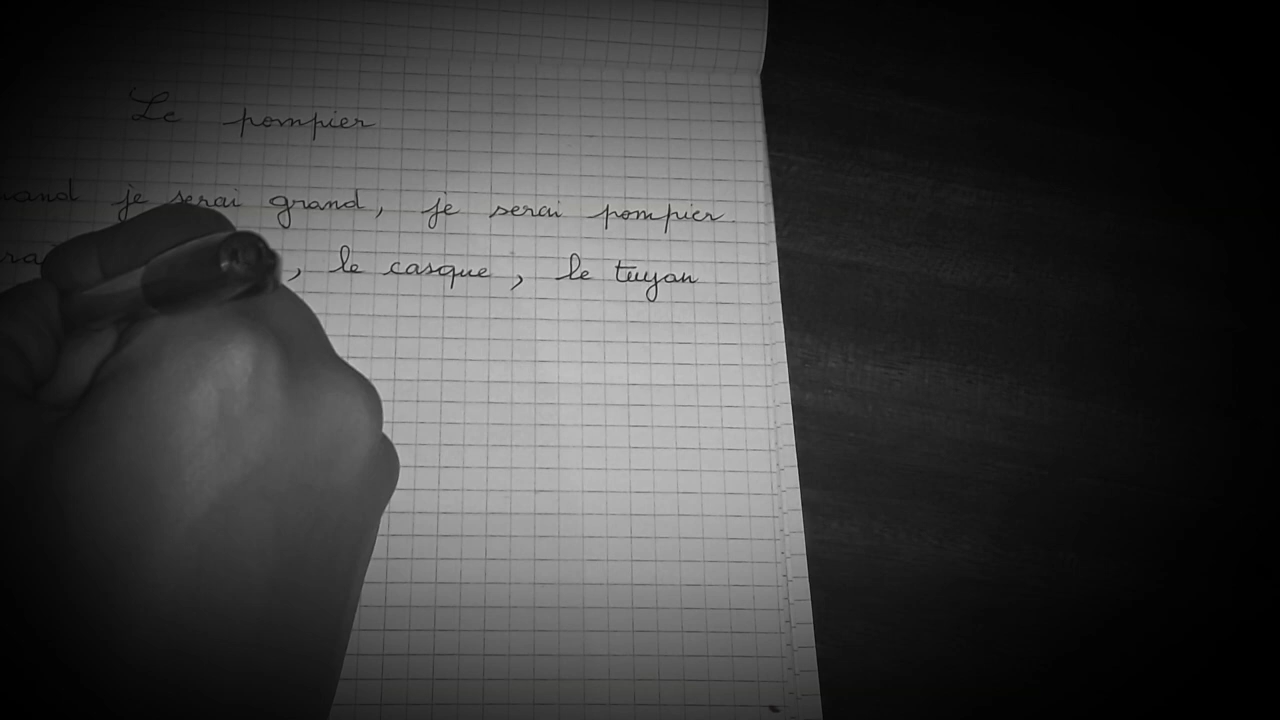 Le pompier
je serai grand, je serai pompier.
, le casque, le tuyau